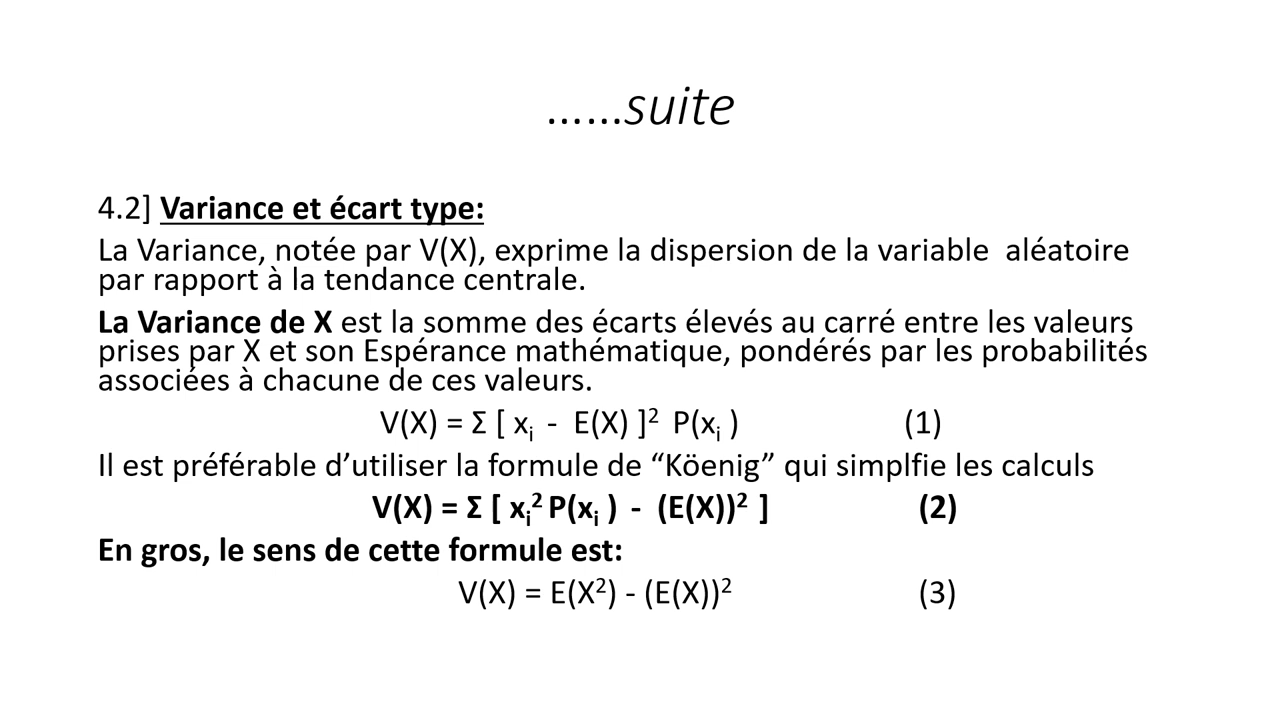 ......suite
4.2] Variance et écart type:
La Variance, notée par V(X), exprime la dispersion de la variable  aléatoire
par rapport à la tendance centrale.
La Variance de X est la somme des écarts élevés au carré entre les valeurs
prises par X et son Espérance mathématique, pondérés par les probabilités
associées à chacune de ces valeurs.
V(X) = Σ [ xᵢ - E(X) ]² P(xᵢ ) (1)
Il est préférable d’utiliser la formule de “Köenig” qui simplfie les calculs
V(X) = Σ [ xᵢ² P(xᵢ ) - (E(X))² ] (2)
En gros, le sens de cette formule est:
V(X) = E(X²) - (E(X))² (3)